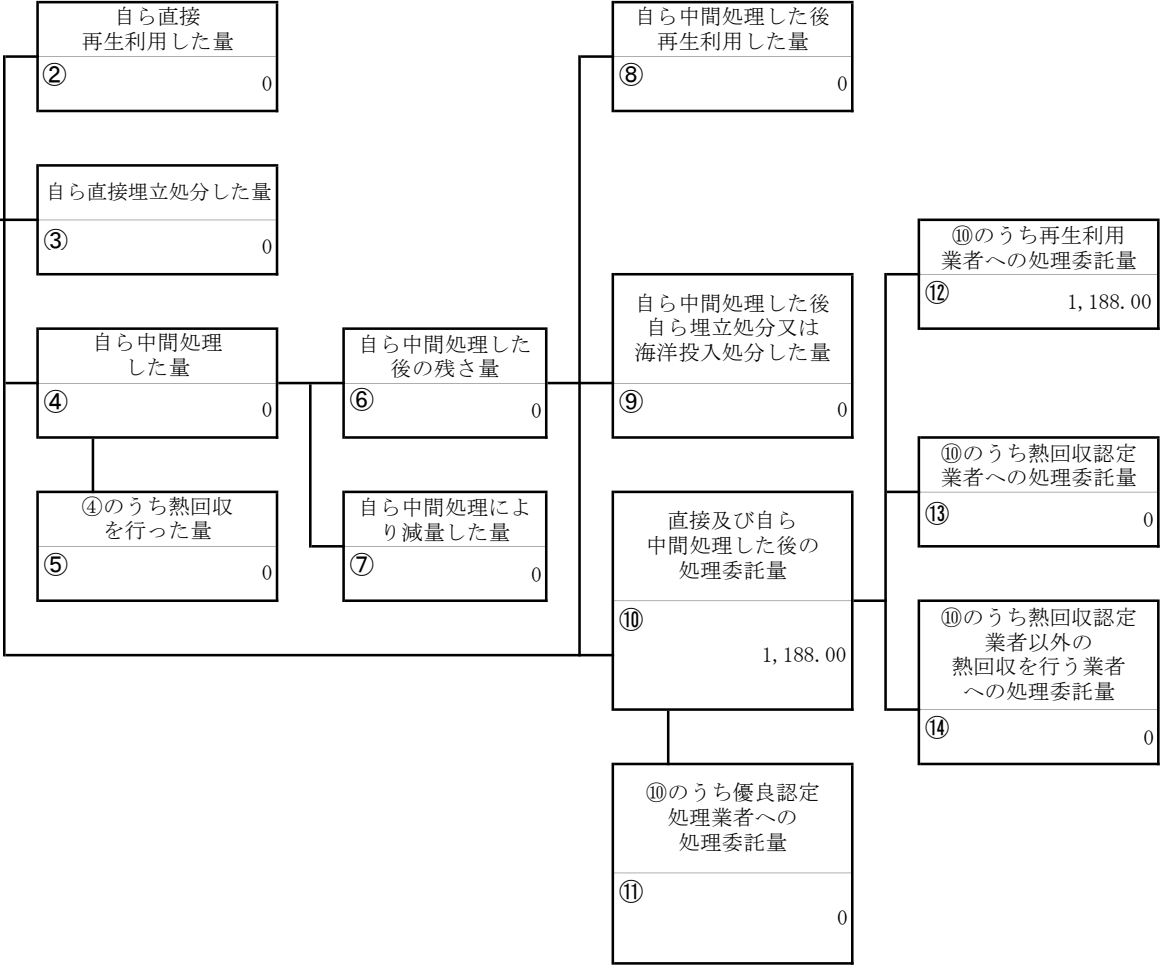 自ら直接
再生利用した量
②
0
自ら中間処理した後
再生利用した量
⑧
0
自ら直接埋立処分した量
③
0
⑩のうち再生利用
業者への処理委託量
⑫
1,188.00
自ら中間処理
した量
④
0
自ら中間処理した
後の残さ量
⑥
0
自ら中間処理した後
自ら埋立処分又は
海洋投入処分した量
⑨
0
⑩のうち熱回収認定
業者への処理委託量
⑬
0
④のうち熱回収
を行った量
⑤
0
自ら中間処理によ
り減量した量
⑦
0
直接及び自ら
中間処理した後の
処理委託量
⑩
1,188.00
⑩のうち熱回収認定
業者以外の
熱回収を行う業者
への処理委託量
⑭
0
⑩のうち優良認定
処理業者への
処理委託量
⑪
0